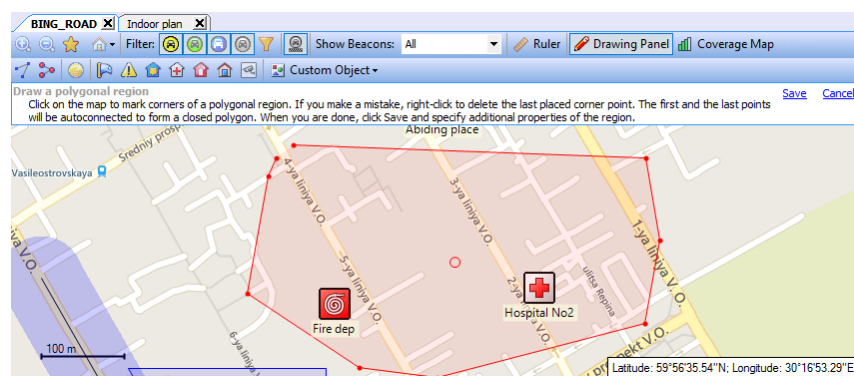 BING_ROAD X Indoor plan X
Filter: Show Beacons: All Ruler Drawing Panel Coverage Map
Custom Object
Draw a polygonal region Save Cancel
Click on the map to mark corners of a polygonal region. If you make a mistake, right-click to delete the last placed corner point. The first and the last points
will be autoconnected to form a closed polygon. When you are done, click Save and specify additional properties of the region.
Abiding place
Sredniy prosp
Vasileostrovskaya
4-ya liniya V.O.
3-ya liniya V.O.
1-ya liniya V.O.
iya V.O.
5-ya liniya V.O.
2-ya liniya V.O.
ulitsa Repina
Hospital No2
Fire dep
6-ya liniya V.O.
100 m
prospekt V.O.
Latitude: 59°56'35.54"N; Longitude: 30°16'53.29"E